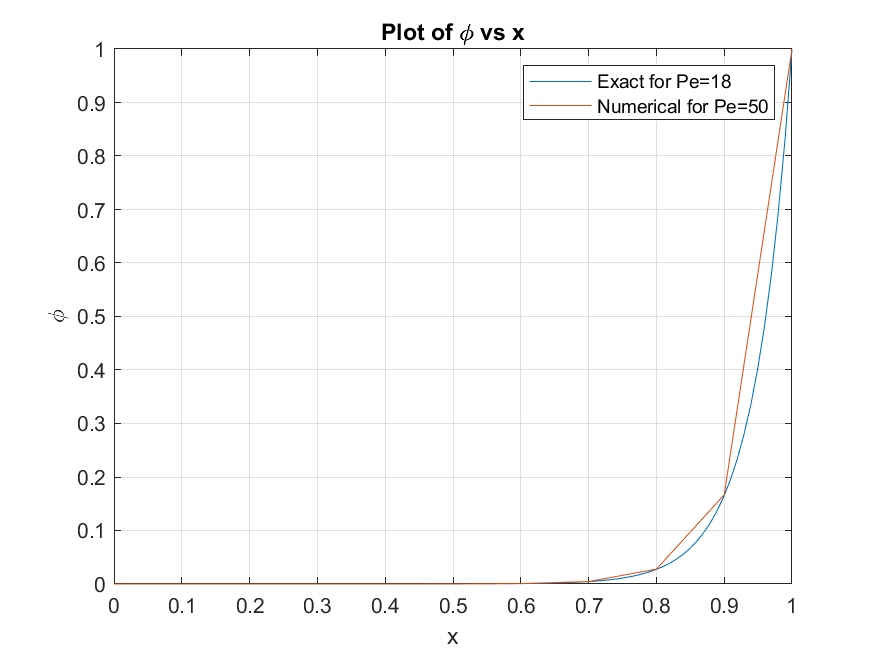 Plot of ϕ vs x
Exact for Pe=18
Numerical for Pe=50
1
0.9
0.8
0.7
0.6
0.5
0.4
0.3
0.2
0.1
0
ϕ
0 0.1 0.2 0.3 0.4 0.5 0.6 0.7 0.8 0.9 1
x